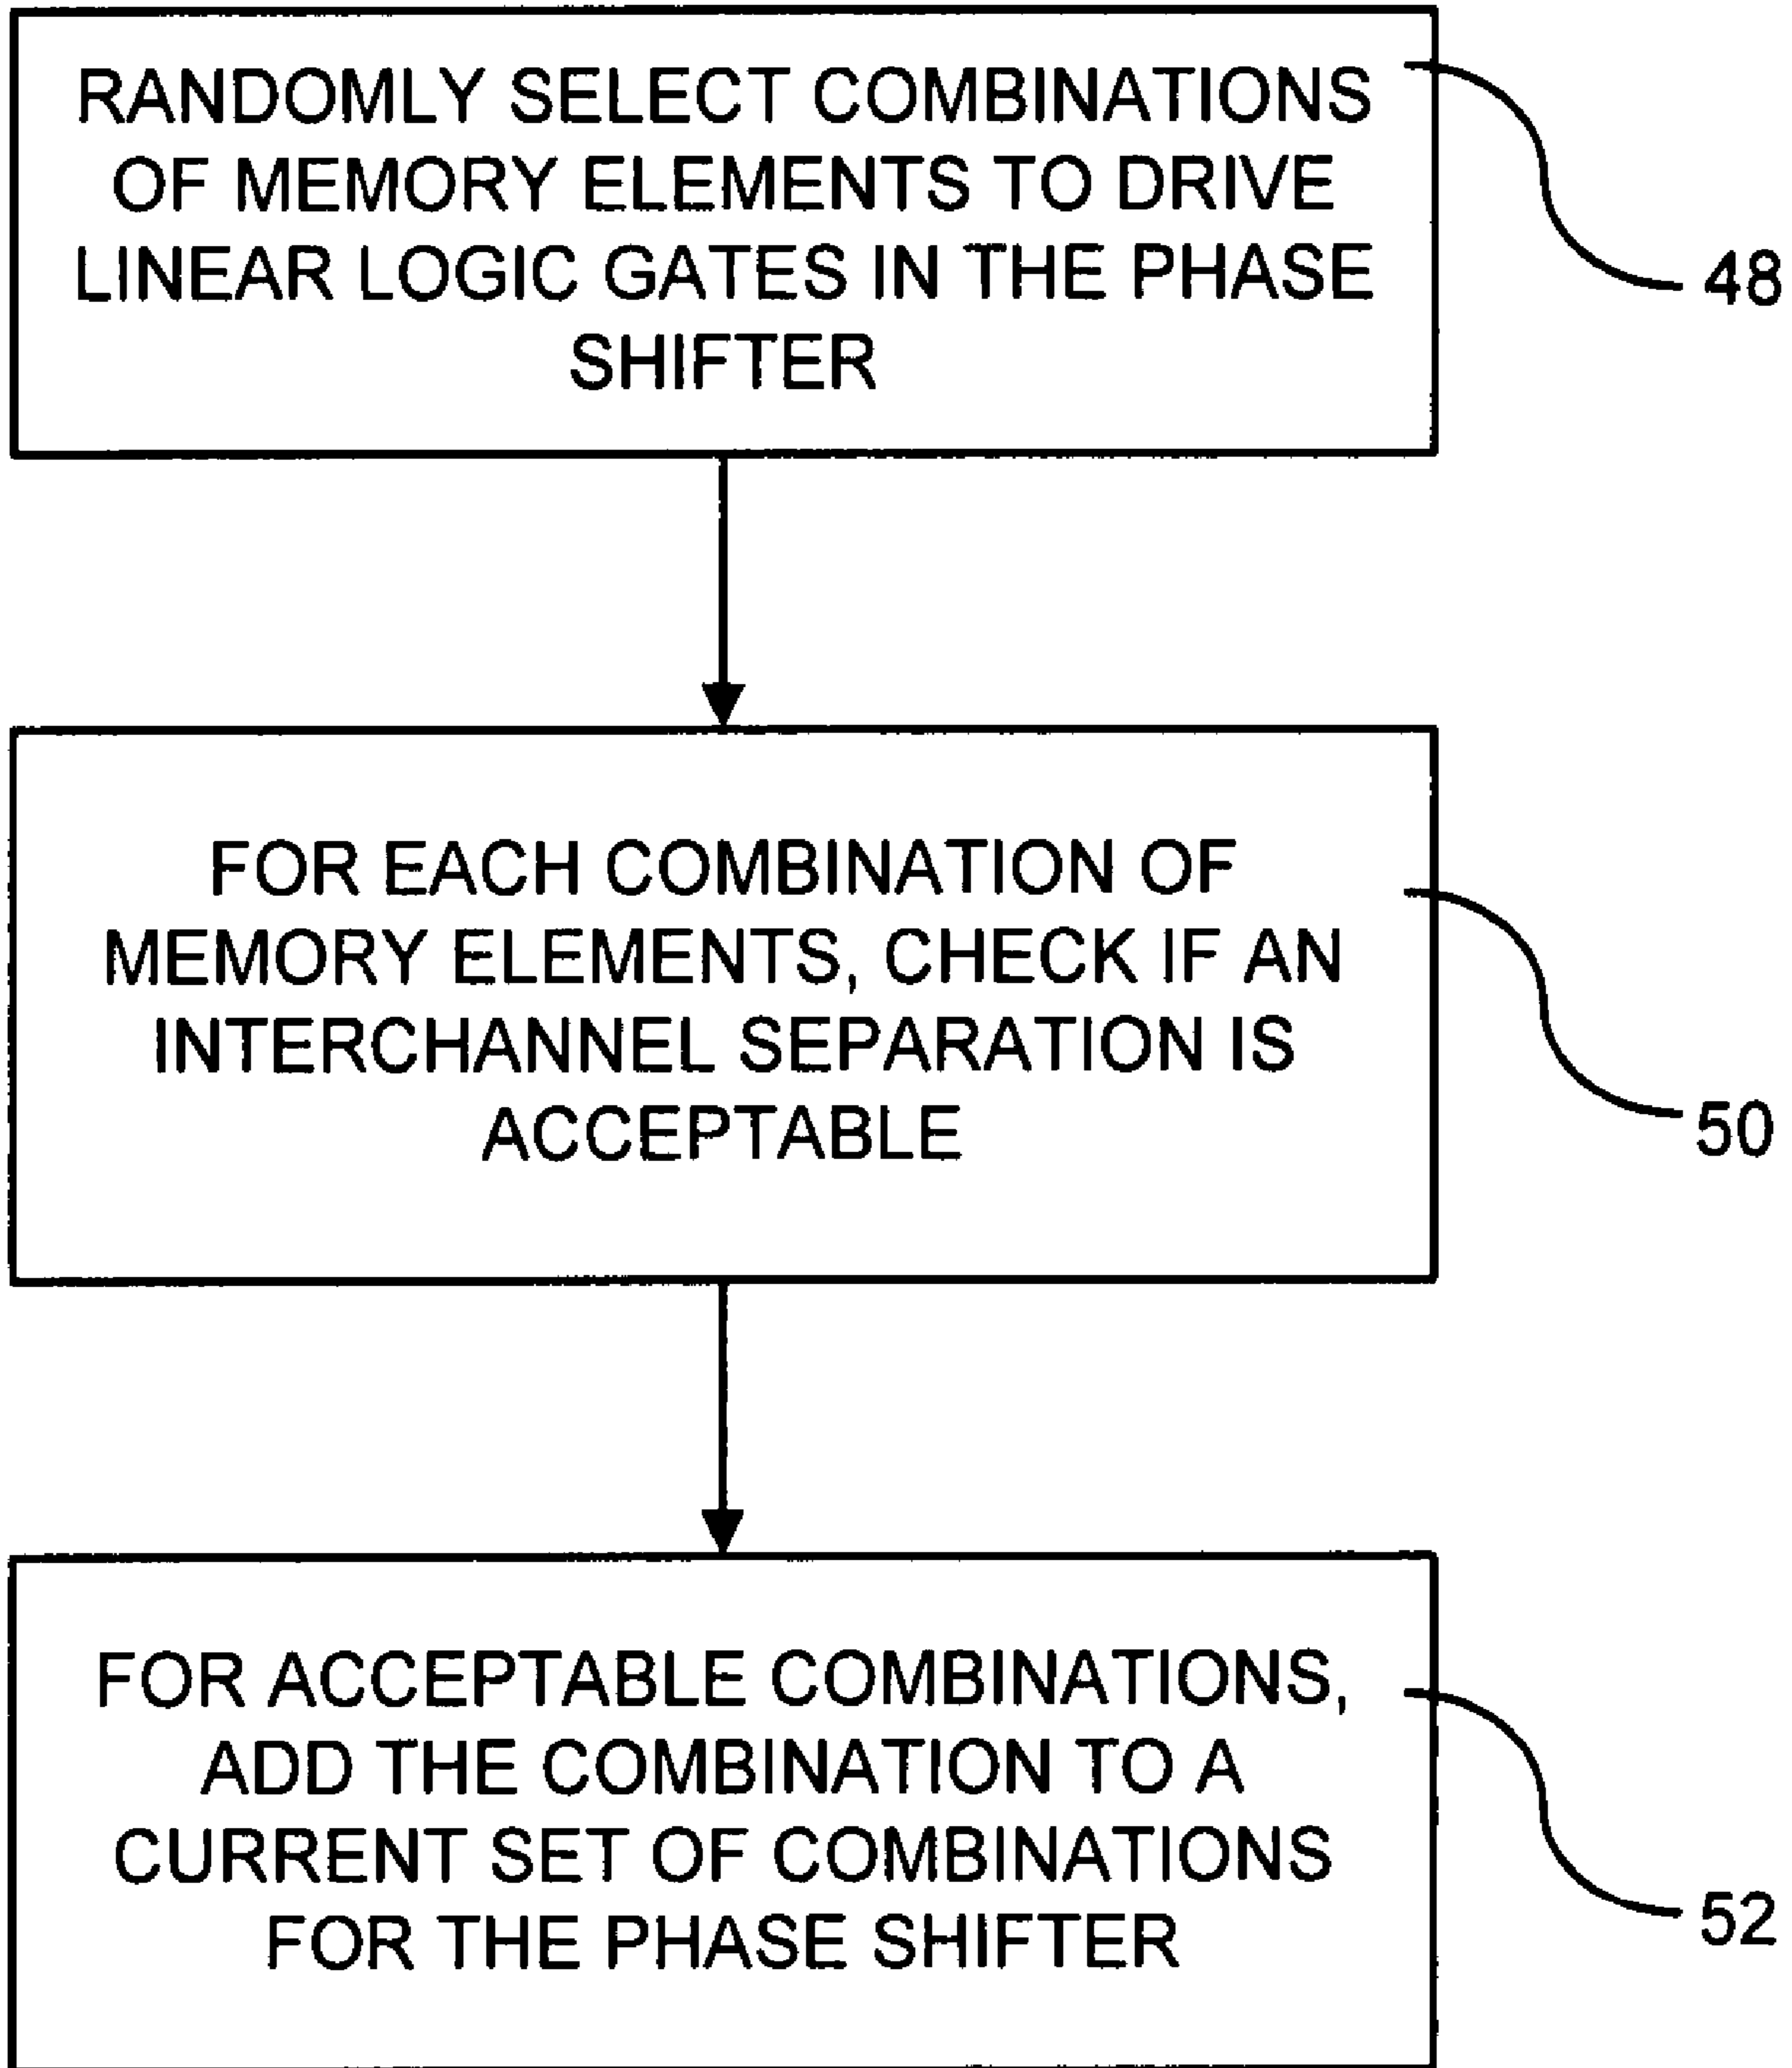 RANDOMLY SELECT COMBINATIONS
OF MEMORY ELEMENTS TO DRIVE
LINEAR LOGIC GATES IN THE PHASE
SHIFTER
48
FOR EACH COMBINATION OF
MEMORY ELEMENTS, CHECK IF AN
INTERCHANNEL SEPARATION IS
ACCEPTABLE
50
FOR ACCEPTABLE COMBINATIONS,
ADD THE COMBINATION TO A
CURRENT SET OF COMBINATIONS
FOR THE PHASE SHIFTER
52